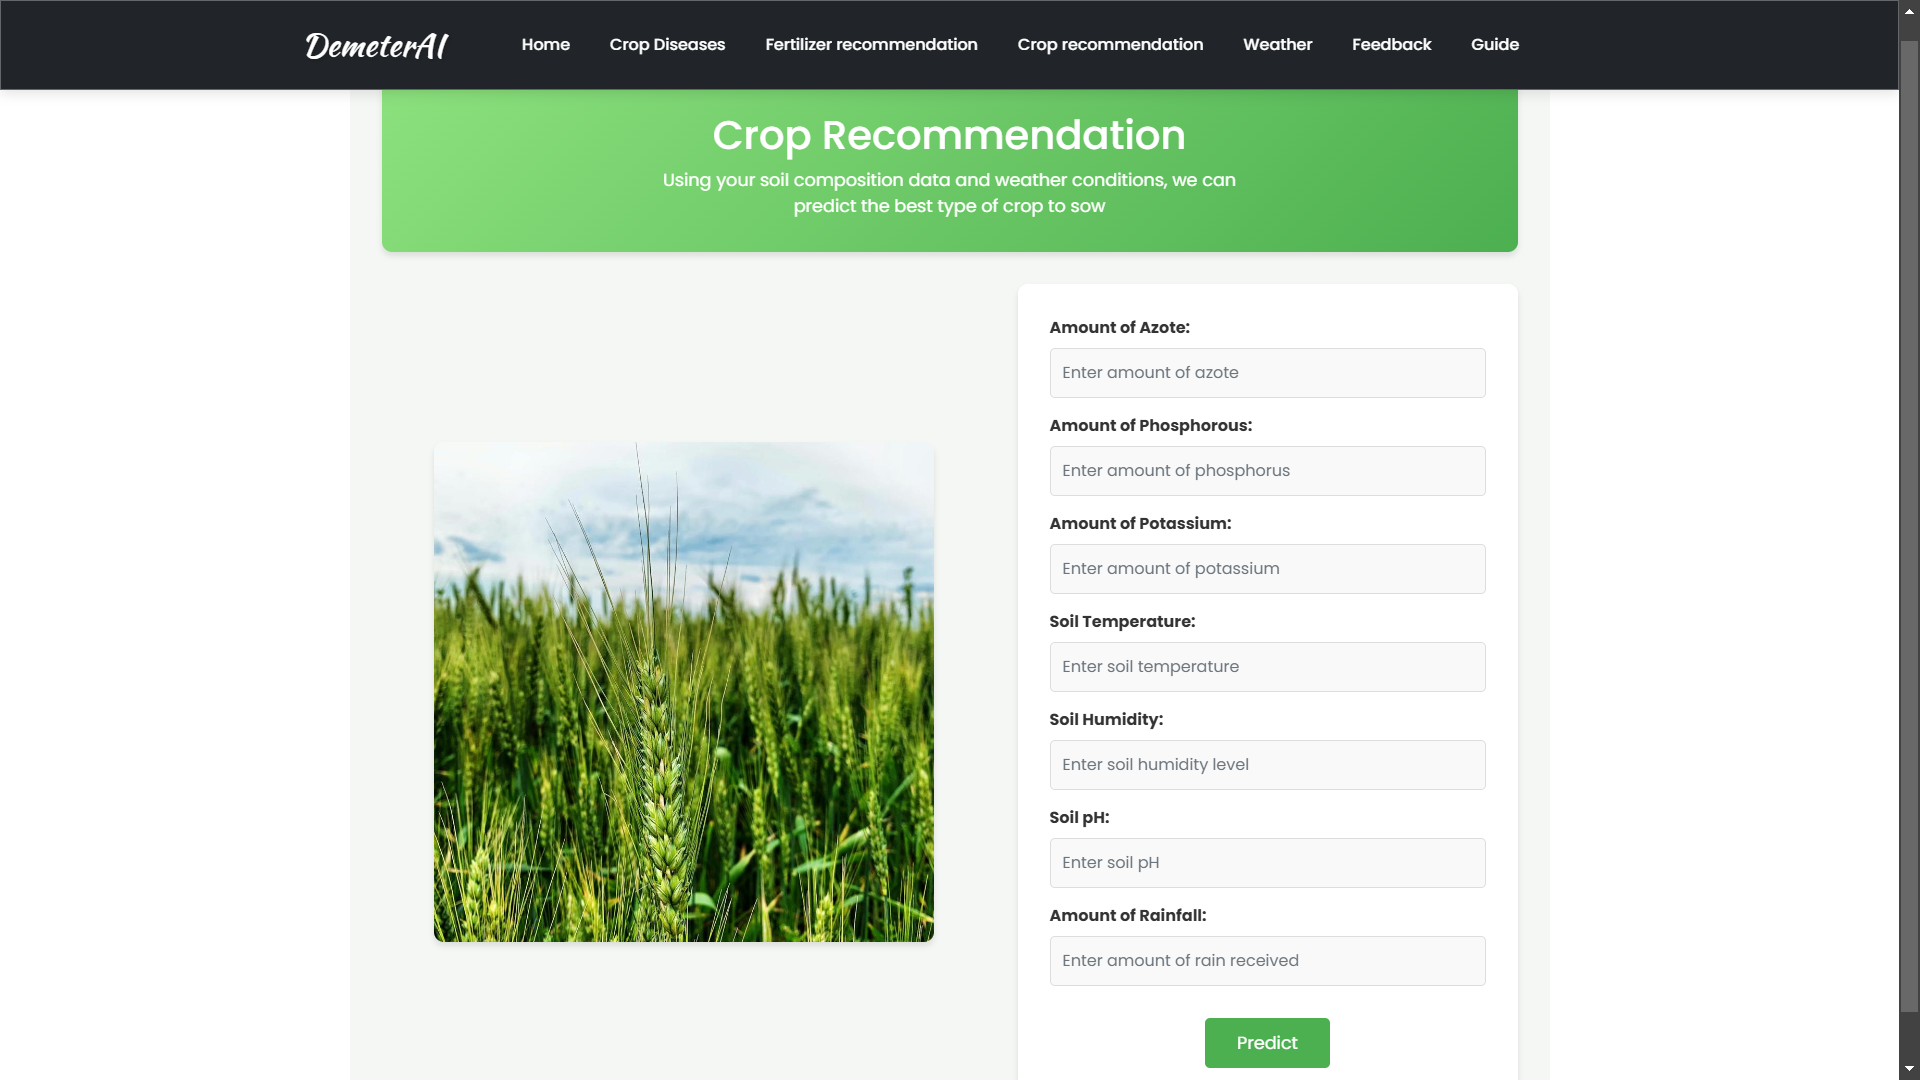 DemeterAI
Home
Crop Diseases
Fertilizer recommendation
Crop recommendation
Weather
Feedback
Guide
Crop Recommendation
Using your soil composition data and weather conditions, we can
predict the best type of crop to sow
Amount of Azote:
Enter amount of azote
Amount of Phosphorous:
Enter amount of phosphorus
Amount of Potassium:
Enter amount of potassium
Soil Temperature:
Enter soil temperature
Soil Humidity:
Enter soil humidity level
Soil pH:
Enter soil pH
Amount of Rainfall:
Enter amount of rain received
Predict